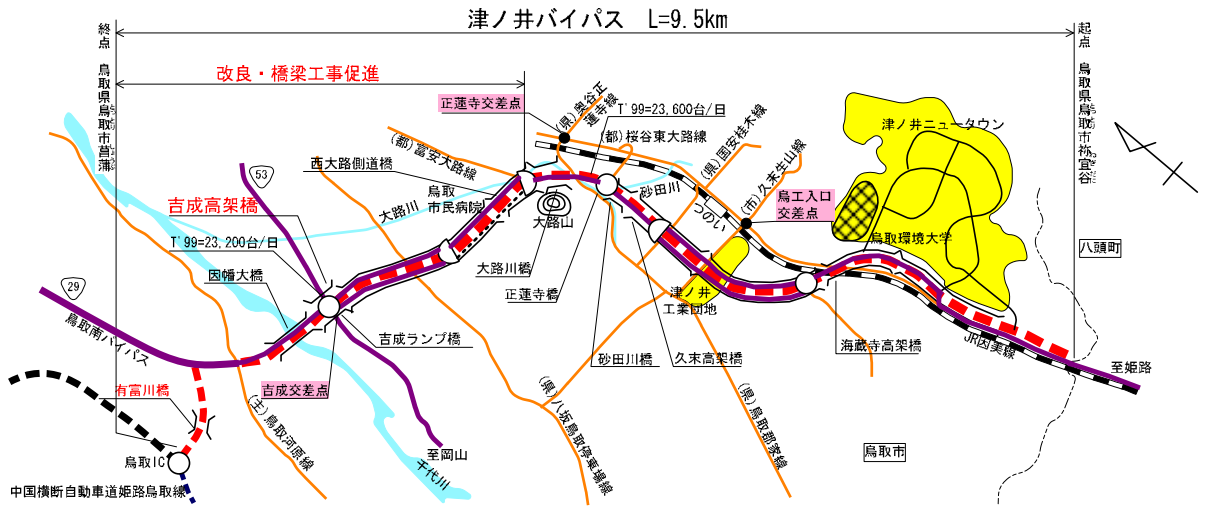 津ノ井バイパス L=9.5km
終点 鳥取県鳥取市菖蒲
起点 鳥取県鳥取市祢宜谷
改良・橋梁工事促進
正蓮寺交差点
(県)奥谷正蓮寺線
T'99=23,600台/日
(都)桜谷東大路線
(県)国安桂木線
(市)久末生山線
津ノ井ニュータウン
(都)富安大路線
西大路側道橋
鳥取
市民病院
大路川
大路山
砂田川
つのい
鳥工入口
交差点
鳥取環境大学
八頭町
53
吉成高架橋
T'99=23,200台/日
因幡大橋
大路川橋
正蓮寺橋
津ノ井
工業団地
29
鳥取南バイパス
吉成ランプ橋
砂田川橋
久末高架橋
海蔵寺高架橋
JR因美線
至姫路
有富川橋
吉成交差点
(主)鳥取河原線
至岡山
千代川
(県)八坂鳥取停車場線
(県)鳥取郡家線
鳥取市
鳥取IC
中国横断自動車道姫路鳥取線